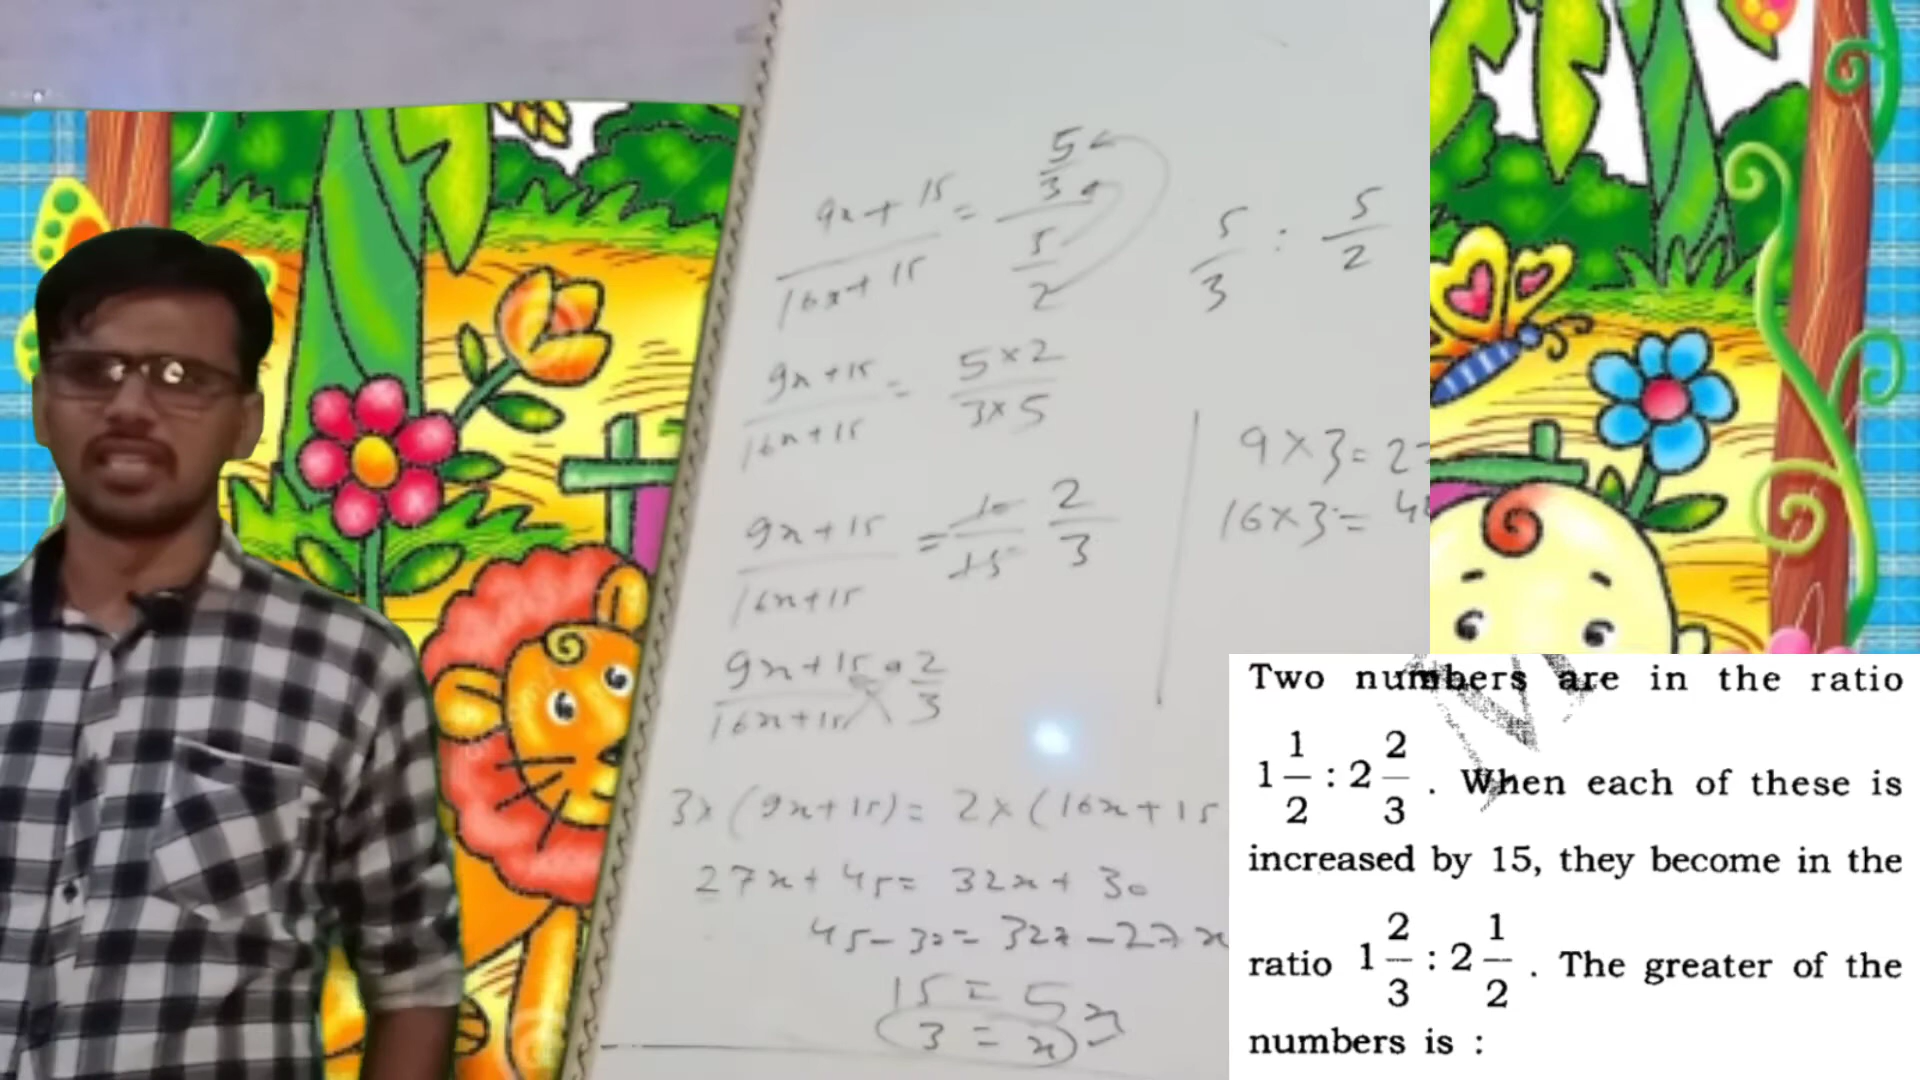 9x + 15 / 16x + 15 = 5/3 / 5/2
5/3 : 5/2
9x + 15 / 16x + 15 = 5 × 2 / 3 × 5
9x + 15 / 16x + 15 = 10/15 2/3
9x + 15 / 16x + 15 = 2/3
3x (9x + 15) = 2 x (16x + 15
27x + 45 = 32x + 30
45 - 30 = 32x - 27x
15 = 5x
3 = x
9 × 3 = 2
16 × 3 = 4
Two numbers are in the ratio
1 1/2 : 2 2/3 . When each of these is
increased by 15, they become in the
ratio 1 2/3 : 2 1/2 . The greater of the
numbers is :